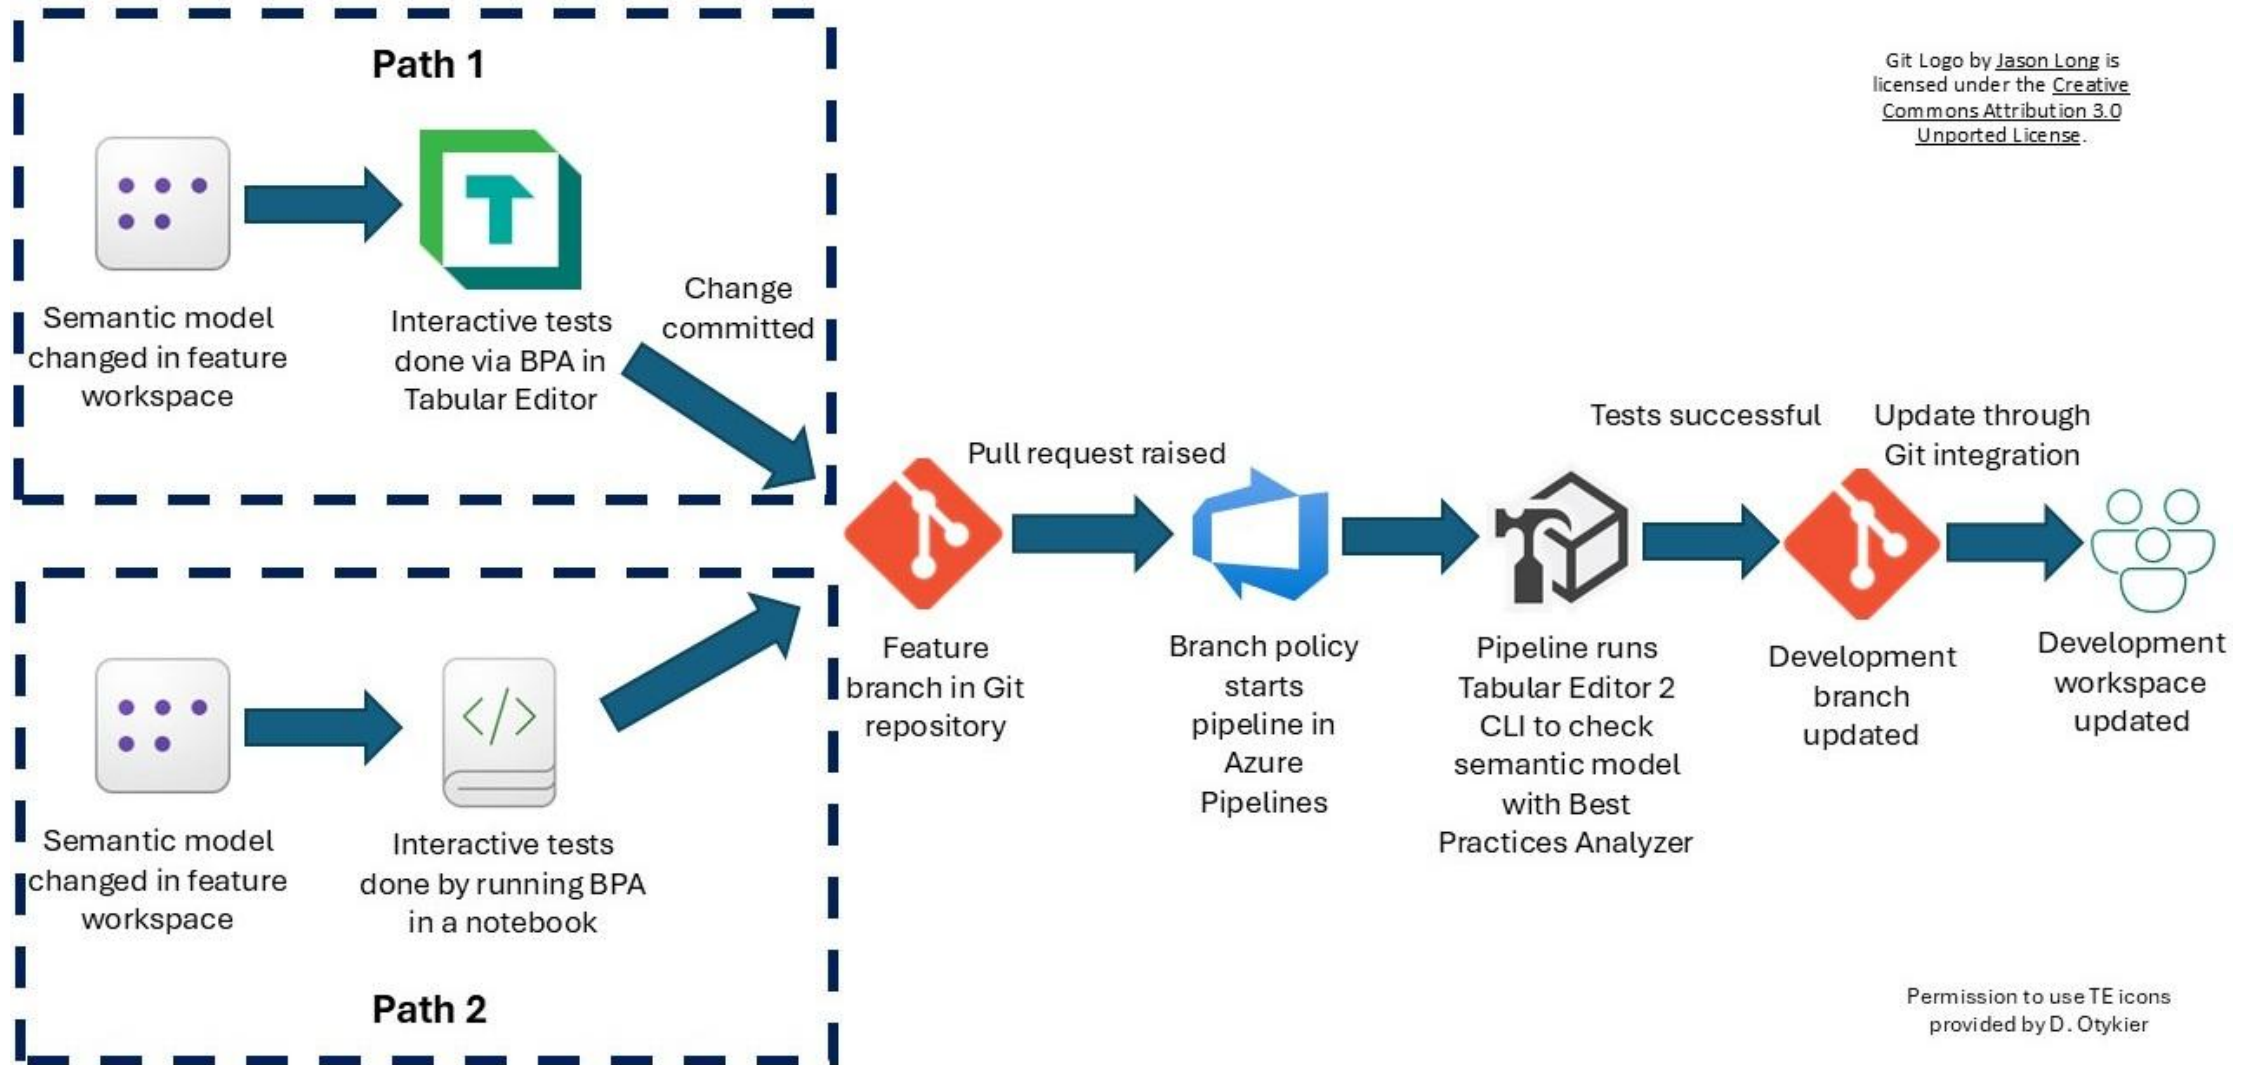 Path 1
Semantic model
changed in feature
workspace
Interactive tests
done via BPA in
Tabular Editor
Change
committed
Semantic model
changed in feature
workspace
Interactive tests
done by running BPA
in a notebook
Path 2
Feature
branch in Git
repository
Pull request raised
Branch policy
starts
pipeline in
Azure
Pipelines
Pipeline runs
Tabular Editor 2
CLI to check
semantic model
with Best
Practices Analyzer
Tests successful
Development
branch
updated
Update through
Git integration
Development
workspace
updated
Git Logo by Jason Long is
licensed under the Creative
Commons Attribution 3.0
Unported License.
Permission to use TE icons
provided by D. Otykier